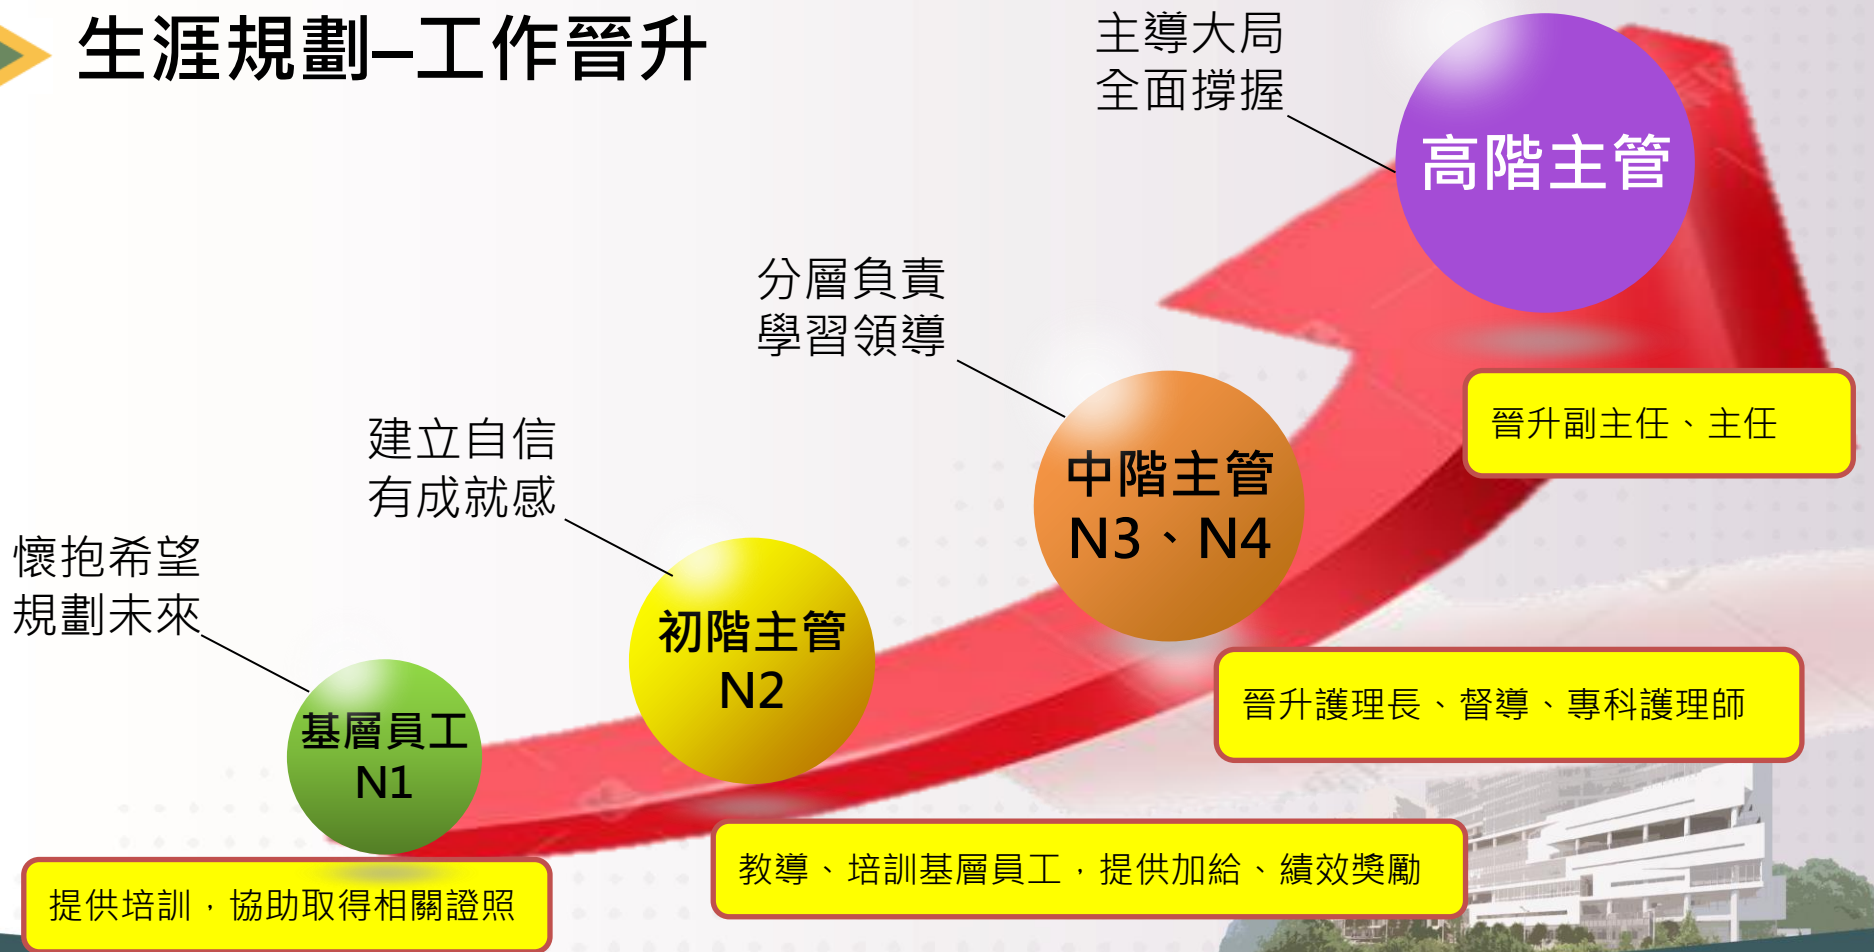 生涯規劃–工作晉升
主導大局
全面撐握
高階主管
晉升副主任、主任
分層負責
學習領導
中階主管
N3、N4
晉升護理長、督導、專科護理師
建立自信
有成就感
初階主管
N2
教導、培訓基層員工，提供加給、績效獎勵
懷抱希望
規劃未來
基層員工
N1
提供培訓，協助取得相關證照